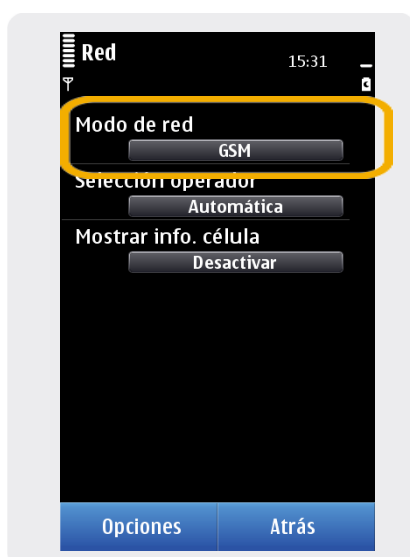 Red
15:31
Modo de red
GSM
Selección operador
Automática
Mostrar info. célula
Desactivar
Opciones Atrás